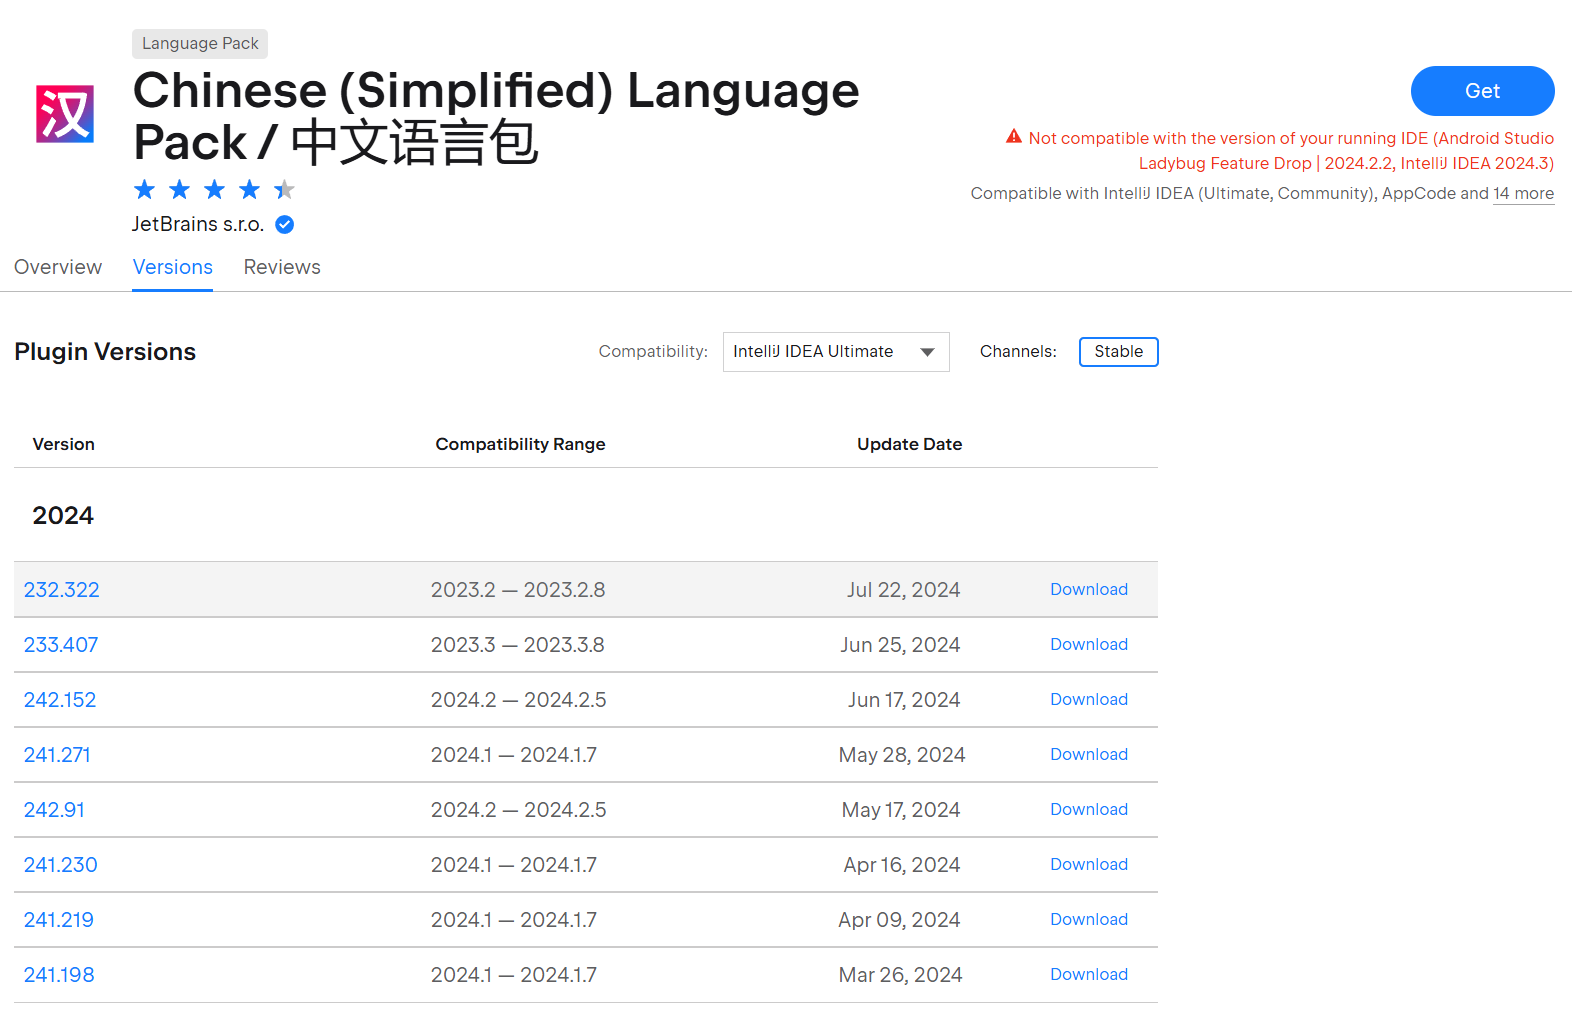 Language Pack
汉
Chinese (Simplified) Language
Pack / 中文语言包
JetBrains s.r.o.
Get
Not compatible with the version of your running IDE (Android Studio
Ladybug Feature Drop | 2024.2.2, IntelliJ IDEA 2024.3)
Compatible with IntelliJ IDEA (Ultimate, Community), AppCode and 14 more
Overview Versions Reviews
Plugin Versions Compatibility: IntelliJ IDEA Ultimate Channels: Stable
Version Compatibility Range Update Date
2024
232.322 2023.2 — 2023.2.8 Jul 22, 2024 Download
233.407 2023.3 — 2023.3.8 Jun 25, 2024 Download
242.152 2024.2 — 2024.2.5 Jun 17, 2024 Download
241.271 2024.1 — 2024.1.7 May 28, 2024 Download
242.91 2024.2 — 2024.2.5 May 17, 2024 Download
241.230 2024.1 — 2024.1.7 Apr 16, 2024 Download
241.219 2024.1 — 2024.1.7 Apr 09, 2024 Download
241.198 2024.1 — 2024.1.7 Mar 26, 2024 Download